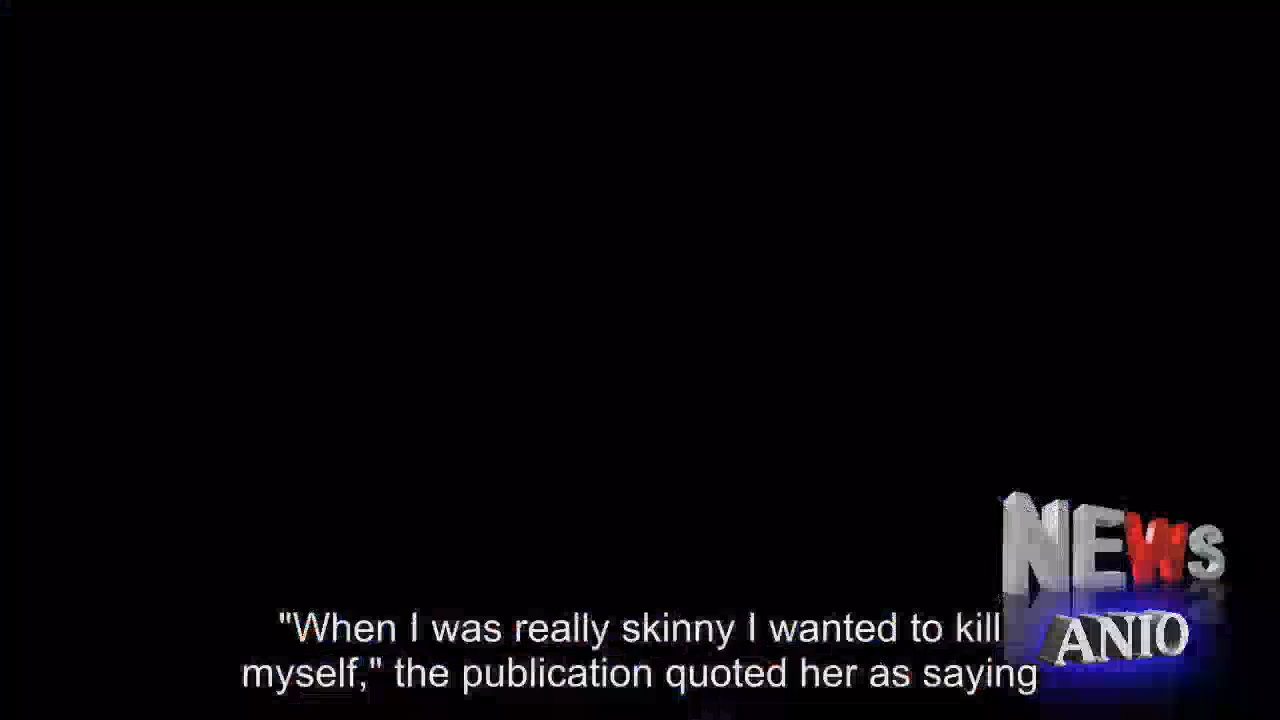 NEWS
ANIO
"When I was really skinny I wanted to kill
myself," the publication quoted her as saying